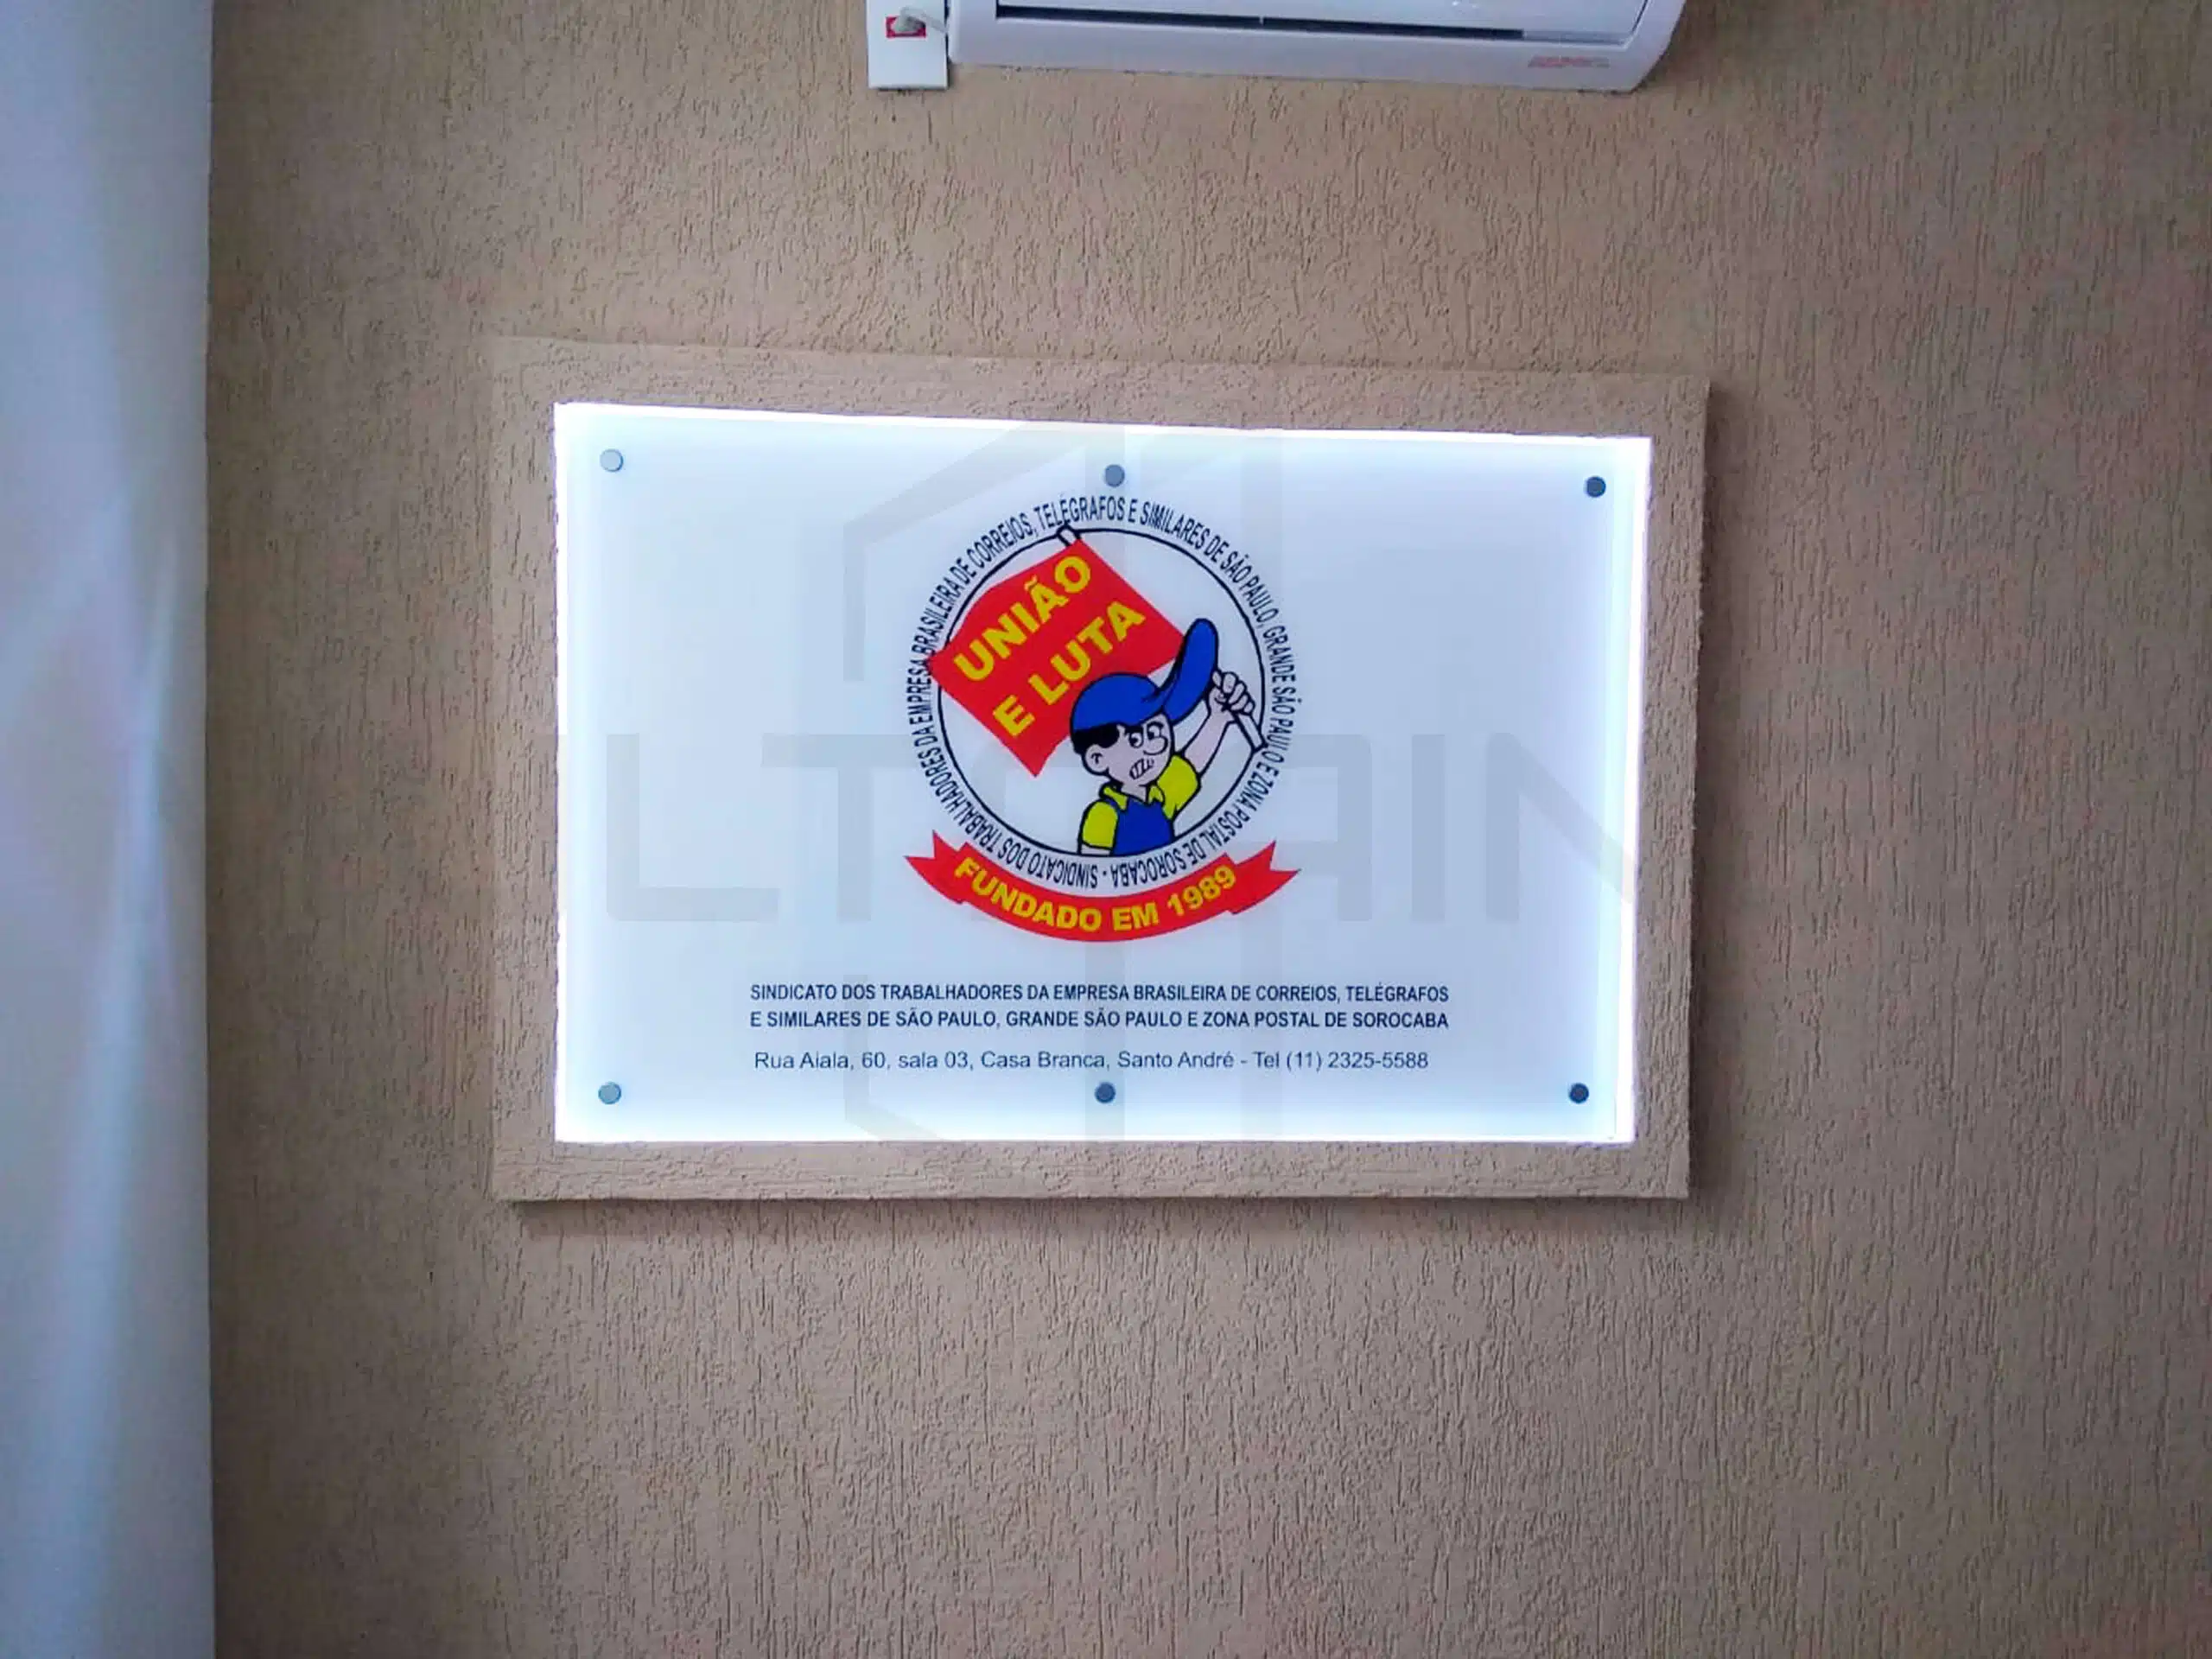 SINDICATO DOS TRABALHADORES DA EMPRESA BRASILEIRA DE CORREIOS, TELÉGRAFOS E SIMILARES DE SÃO PAULO, GRANDE SÃO PAULO E ZONA POSTAL DE SOROCABA -
UNIÃO
E LUTA
FUNDADO EM 1989
SINDICATO DOS TRABALHADORES DA EMPRESA BRASILEIRA DE CORREIOS, TELÉGRAFOS
E SIMILARES DE SÃO PAULO, GRANDE SÃO PAULO E ZONA POSTAL DE SOROCABA
Rua Aiala, 60, sala 03, Casa Branca, Santo André - Tel (11) 2325-5588